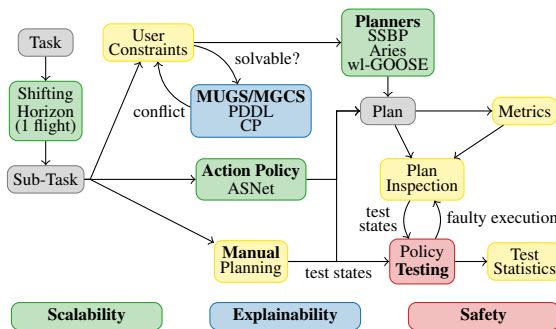 Task
Shifting
Horizon
(1 flight)
Sub-Task
User
Constraints
solvable?
conflict
MUGS/MGCS
PDDL
CP
Planners
SSBP
Aries
wl-GOOSE
Action Policy
ASNet
Manual
Planning
Plan
Metrics
Plan
Inspection
test
states
faulty execution
test states
Policy
Testing
Test
Statistics
Scalability
Explainability
Safety